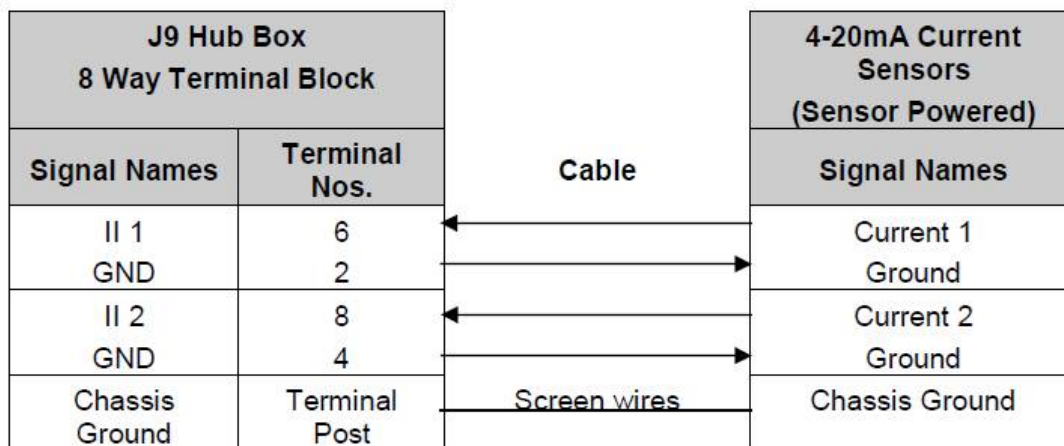 J9 Hub Box
8 Way Terminal Block
4-20mA Current
Sensors
(Sensor Powered)
Signal Names
Terminal
Nos.
Cable
Signal Names
II 1 6 Current 1
GND 2 Ground
II 2 8 Current 2
GND 4 Ground
Chassis
Ground
Terminal
Post
Screen wires
Chassis Ground